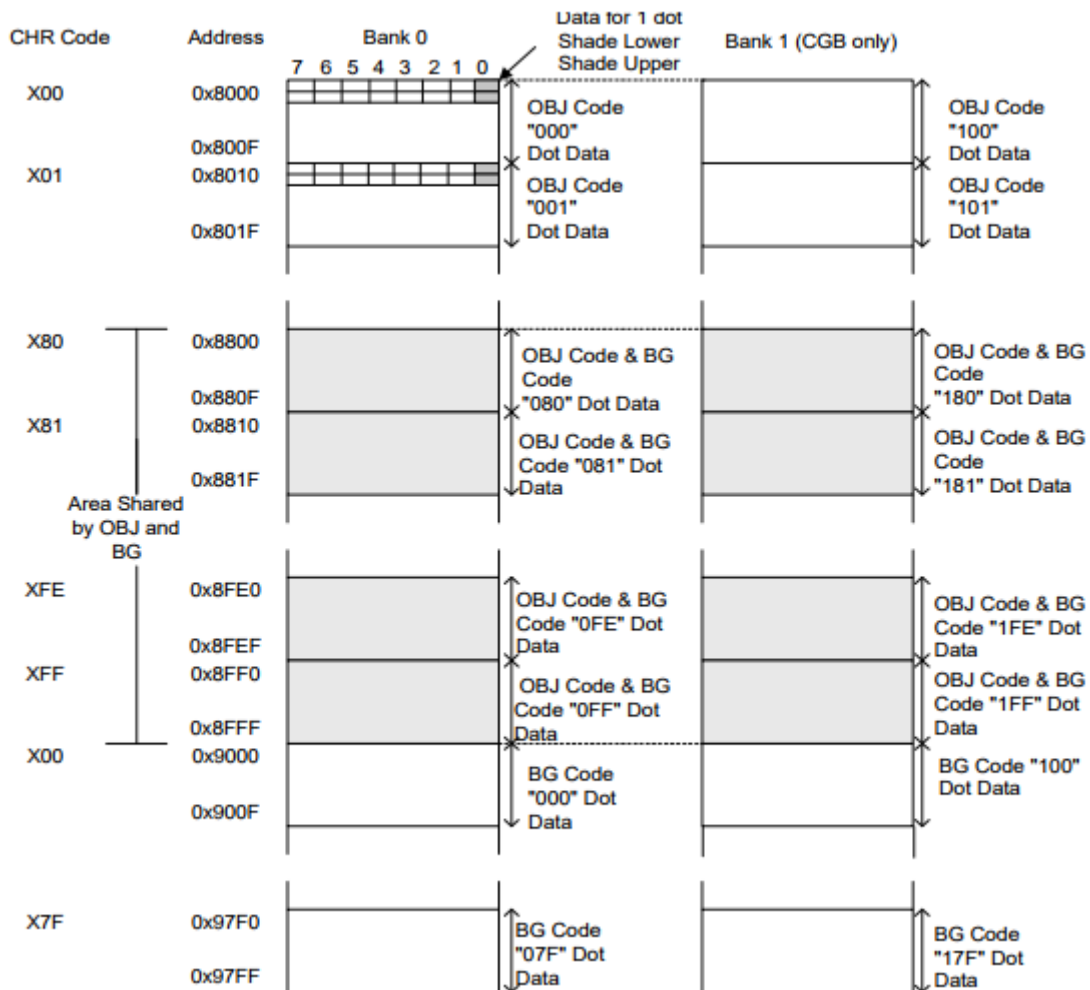 Data for 1 dot
CHR Code Address Bank 0 Shade Lower Bank 1 (CGB only)
Shade Upper
7 6 5 4 3 2 1 0
X00 0x8000
OBJ Code OBJ Code
"000" "100"
0x800F Dot Data Dot Data
X01 0x8010
OBJ Code OBJ Code
"001" "101"
0x801F Dot Data Dot Data
X80 0x8800
OBJ Code & BG OBJ Code & BG
Code Code
0x880F "080" Dot Data "180" Dot Data
X81 0x8810
OBJ Code & BG OBJ Code & BG
Code "081" Dot Code
0x881F Data "181" Dot Data
Area Shared
by OBJ and
BG
XFE 0x8FE0
OBJ Code & BG OBJ Code & BG
Code "0FE" Dot Code "1FE" Dot
0x8FEF Data Data
XFF 0x8FF0
OBJ Code & BG OBJ Code & BG
Code "0FF" Dot Code "1FF" Dot
0x8FFF Data Data
X00 0x9000
BG Code BG Code "100"
"000" Dot Dot Data
0x900F Data
X7F 0x97F0
BG Code BG Code
"07F" Dot "17F" Dot
0x97FF Data Data